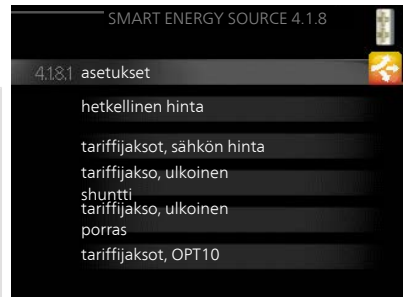 SMART ENERGY SOURCE 4.1.8
4.1.8.1 asetukset
hetkellinen hinta
tariffijaksot, sähkön hinta
tariffijakso, ulkoinen
shuntti
tariffijakso, ulkoinen
porras
tariffijaksot, OPT10